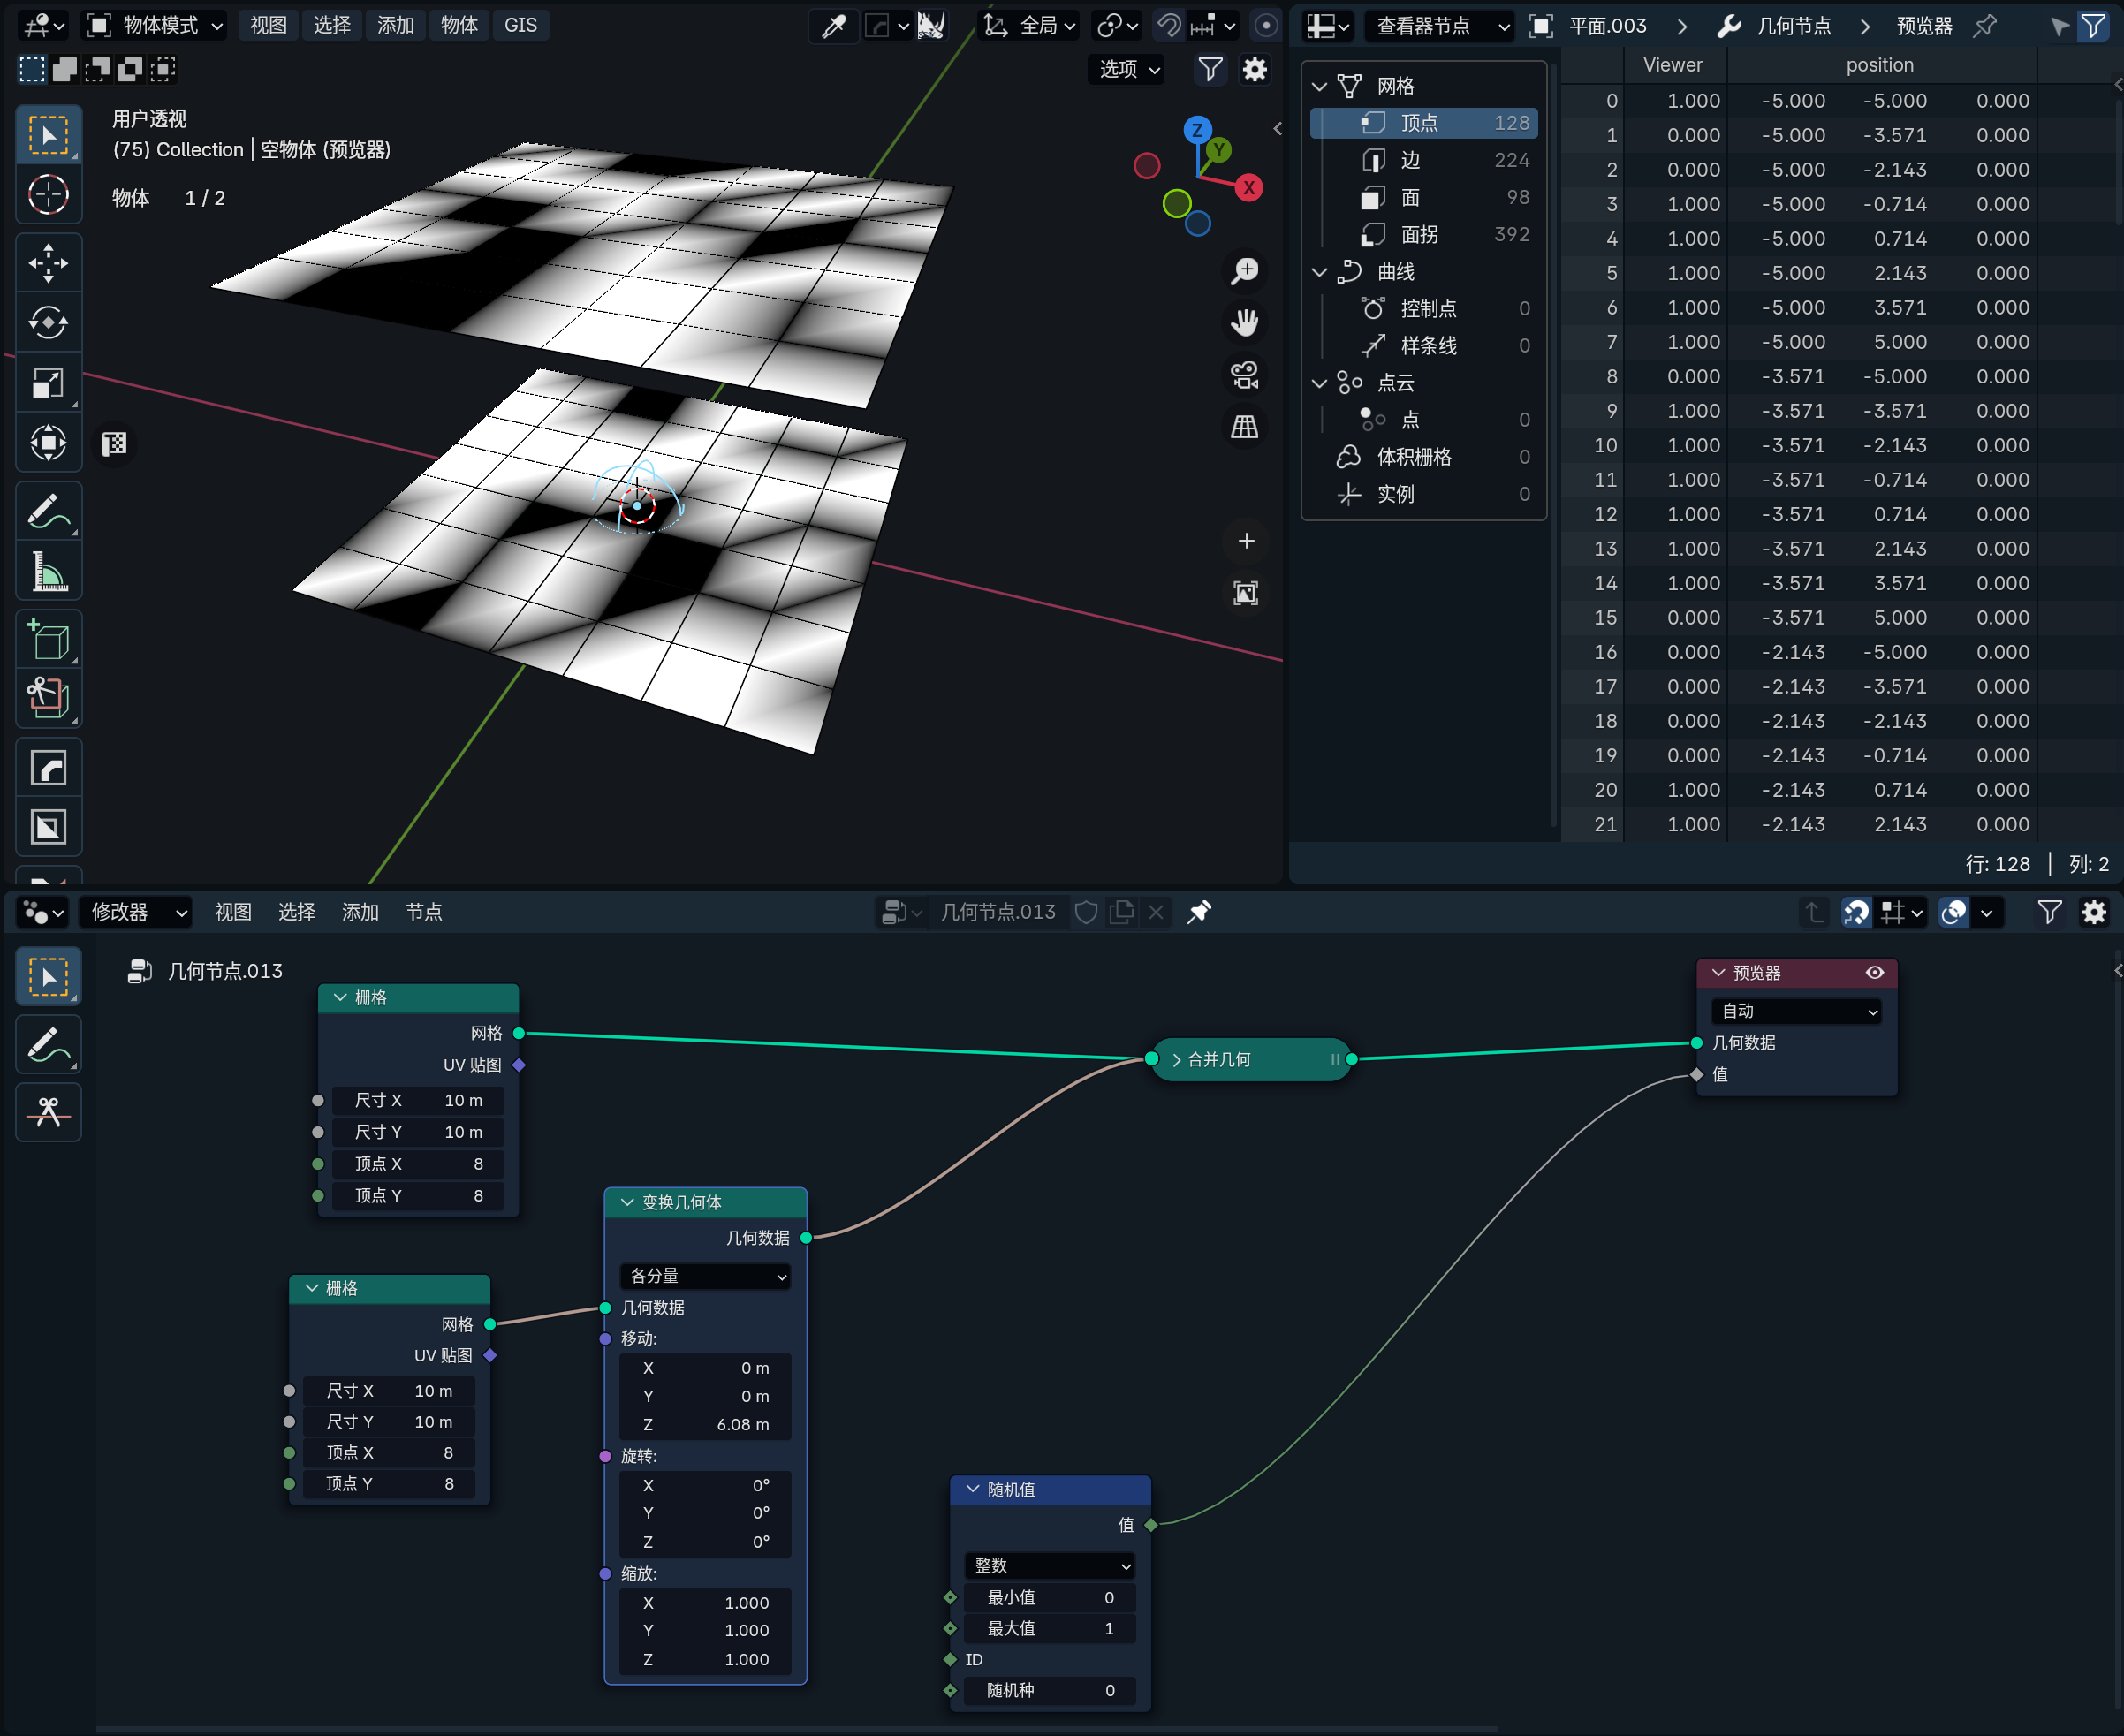 物体模式 视图 选择 添加 物体 GIS 全局
选项
用户透视
(75) Collection | 空物体 (预览器)
物体 1 / 2
Z
Y
X
查看器节点 平面.003 几何节点 预览器
网格
顶点 128
边 224
面 98
面拐 392
曲线
控制点 0
样条线 0
点云
点 0
体积栅格 0
实例 0
Viewer position
0 1.000 -5.000 -5.000 0.000
1 0.000 -5.000 -3.571 0.000
2 0.000 -5.000 -2.143 0.000
3 1.000 -5.000 -0.714 0.000
4 1.000 -5.000 0.714 0.000
5 1.000 -5.000 2.143 0.000
6 1.000 -5.000 3.571 0.000
7 1.000 -5.000 5.000 0.000
8 0.000 -3.571 -5.000 0.000
9 1.000 -3.571 -3.571 0.000
10 1.000 -3.571 -2.143 0.000
11 1.000 -3.571 -0.714 0.000
12 1.000 -3.571 0.714 0.000
13 1.000 -3.571 2.143 0.000
14 1.000 -3.571 3.571 0.000
15 0.000 -3.571 5.000 0.000
16 0.000 -2.143 -5.000 0.000
17 0.000 -2.143 -3.571 0.000
18 0.000 -2.143 -2.143 0.000
19 0.000 -2.143 -0.714 0.000
20 1.000 -2.143 0.714 0.000
21 1.000 -2.143 2.143 0.000
行: 128 | 列: 2
修改器 视图 选择 添加 节点 几何节点.013
几何节点.013
栅格
网格
UV 贴图
尺寸 X 10 m
尺寸 Y 10 m
顶点 X 8
顶点 Y 8
栅格
网格
UV 贴图
尺寸 X 10 m
尺寸 Y 10 m
顶点 X 8
顶点 Y 8
变换几何体
几何数据
各分量
几何数据
移动:
X 0 m
Y 0 m
Z 6.08 m
旋转:
X 0°
Y 0°
Z 0°
缩放:
X 1.000
Y 1.000
Z 1.000
合并几何
随机值
值
整数
最小值 0
最大值 1
ID
随机种 0
预览器
自动
几何数据
值